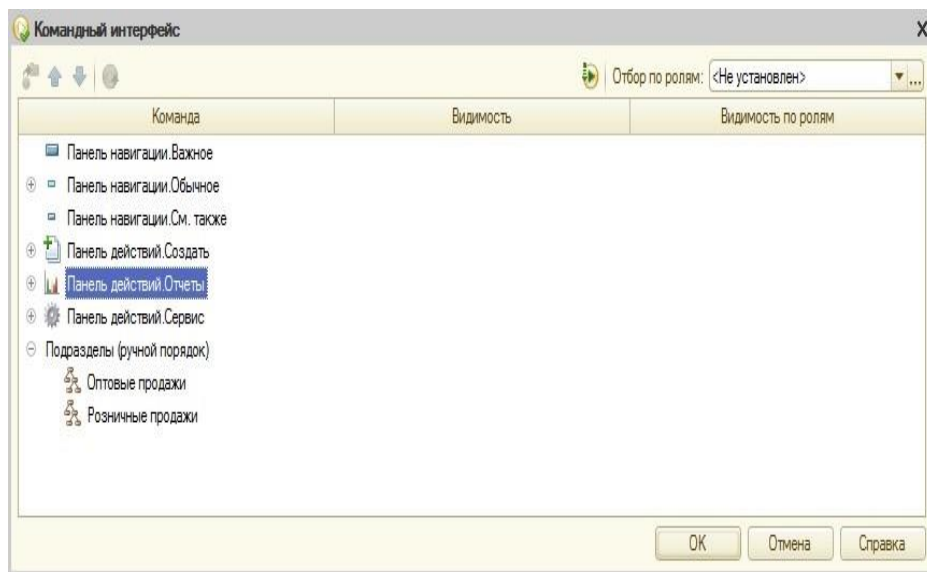 Командный интерфейс
X
Отбор по ролям: <Не установлен> ...
Команда Видимость Видимость по ролям
Панель навигации.Важное
Панель навигации.Обычное
Панель навигации.См. также
Панель действий.Создать
Панель действий.Отчеты
Панель действий.Сервис
Подразделы (ручной порядок)
Оптовые продажи
Розничные продажи
OK Отмена Справка